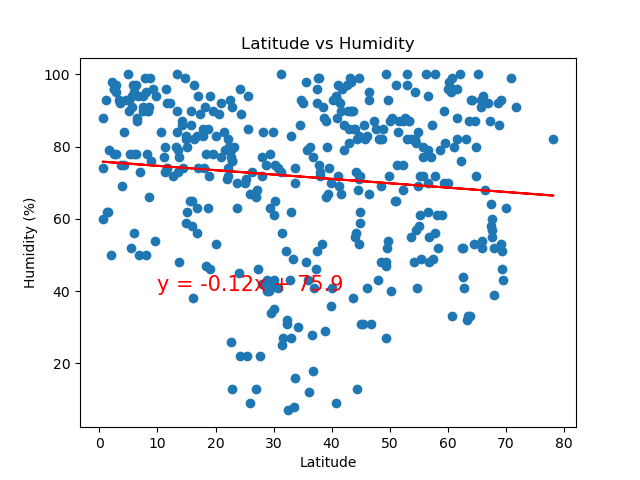 Latitude vs Humidity
Humidity (%)
100
80
60
40
20
y = -0.12x + 75.9
0 10 20 30 40 50 60 70 80
Latitude